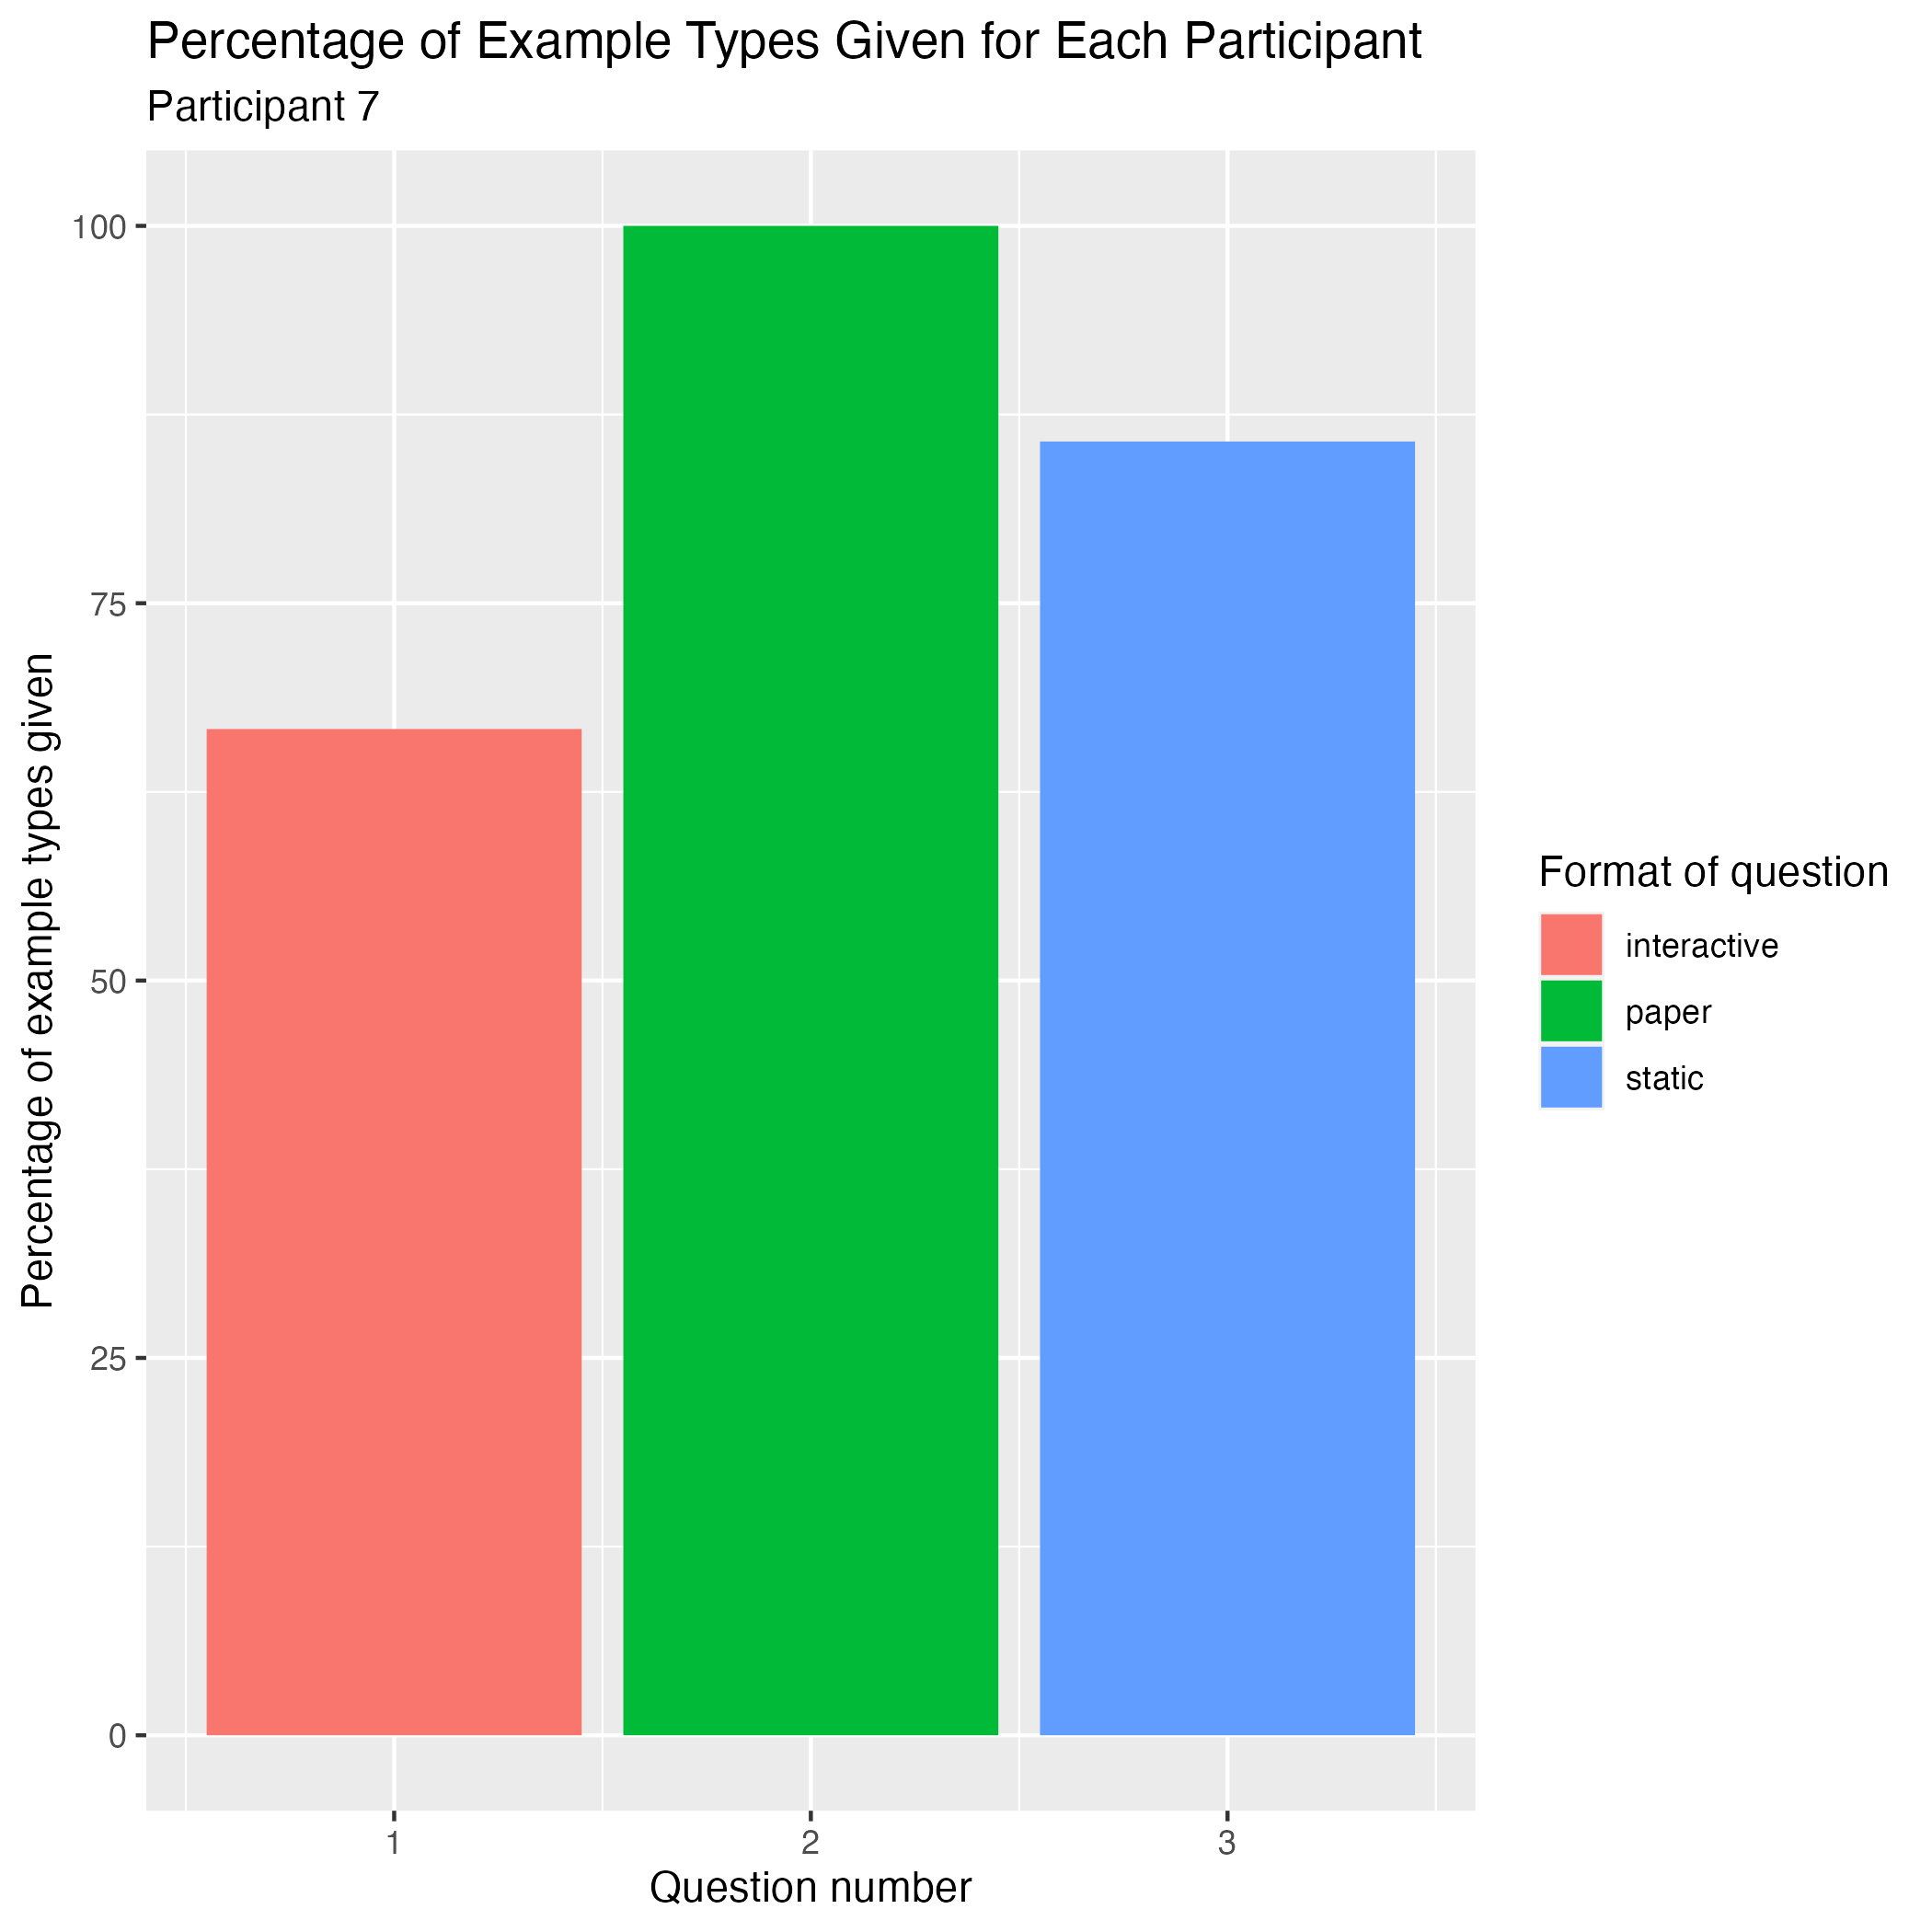 Percentage of Example Types Given for Each Participant
Participant 7
Percentage of example types given
100
75
50
25
0
1
2
3
Question number
Format of question
interactive
paper
static